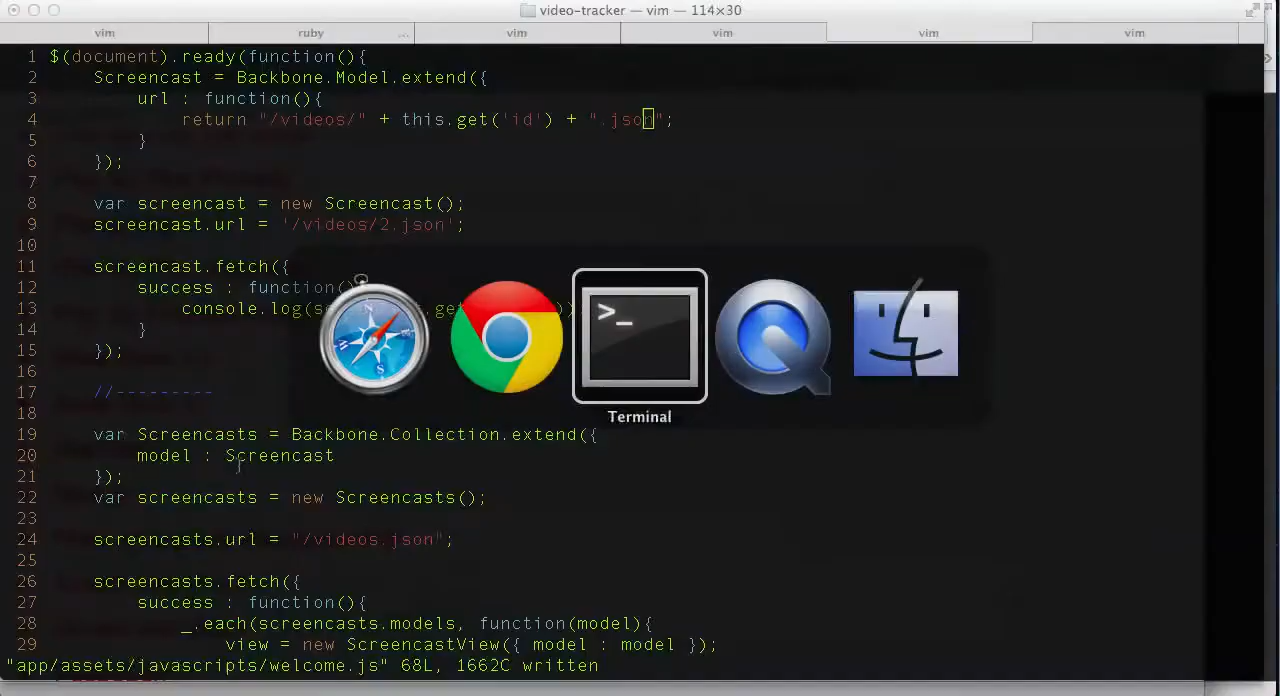 video-tracker — vim — 114×30
vim ruby ... vim vim vim vim
1 $(document).ready(function(){
2 Screencast = Backbone.Model.extend({
3 url : function(){
4 return "/videos/" + this.get('id') + ".json";
5 }
6 });
7
8 var screencast = new Screencast();
9 screencast.url = '/videos/2.json';
10
11 screencast.fetch({
12 success : function(
13 console.log(s
14 }
15 });
16
17 //---------
18
19 var Screencasts = Backbone.Collection.extend({
20 model : Screencast
21 });
22 var screencasts = new Screencasts();
23
24 screencasts.url = "/videos.json";
25
26 screencasts.fetch({
27 success : function(){
28 _.each(screencasts.models, function(model){
29 view = new ScreencastView({ model : model });
"app/assets/javascripts/welcome.js" 68L, 1662C written
>_
Terminal